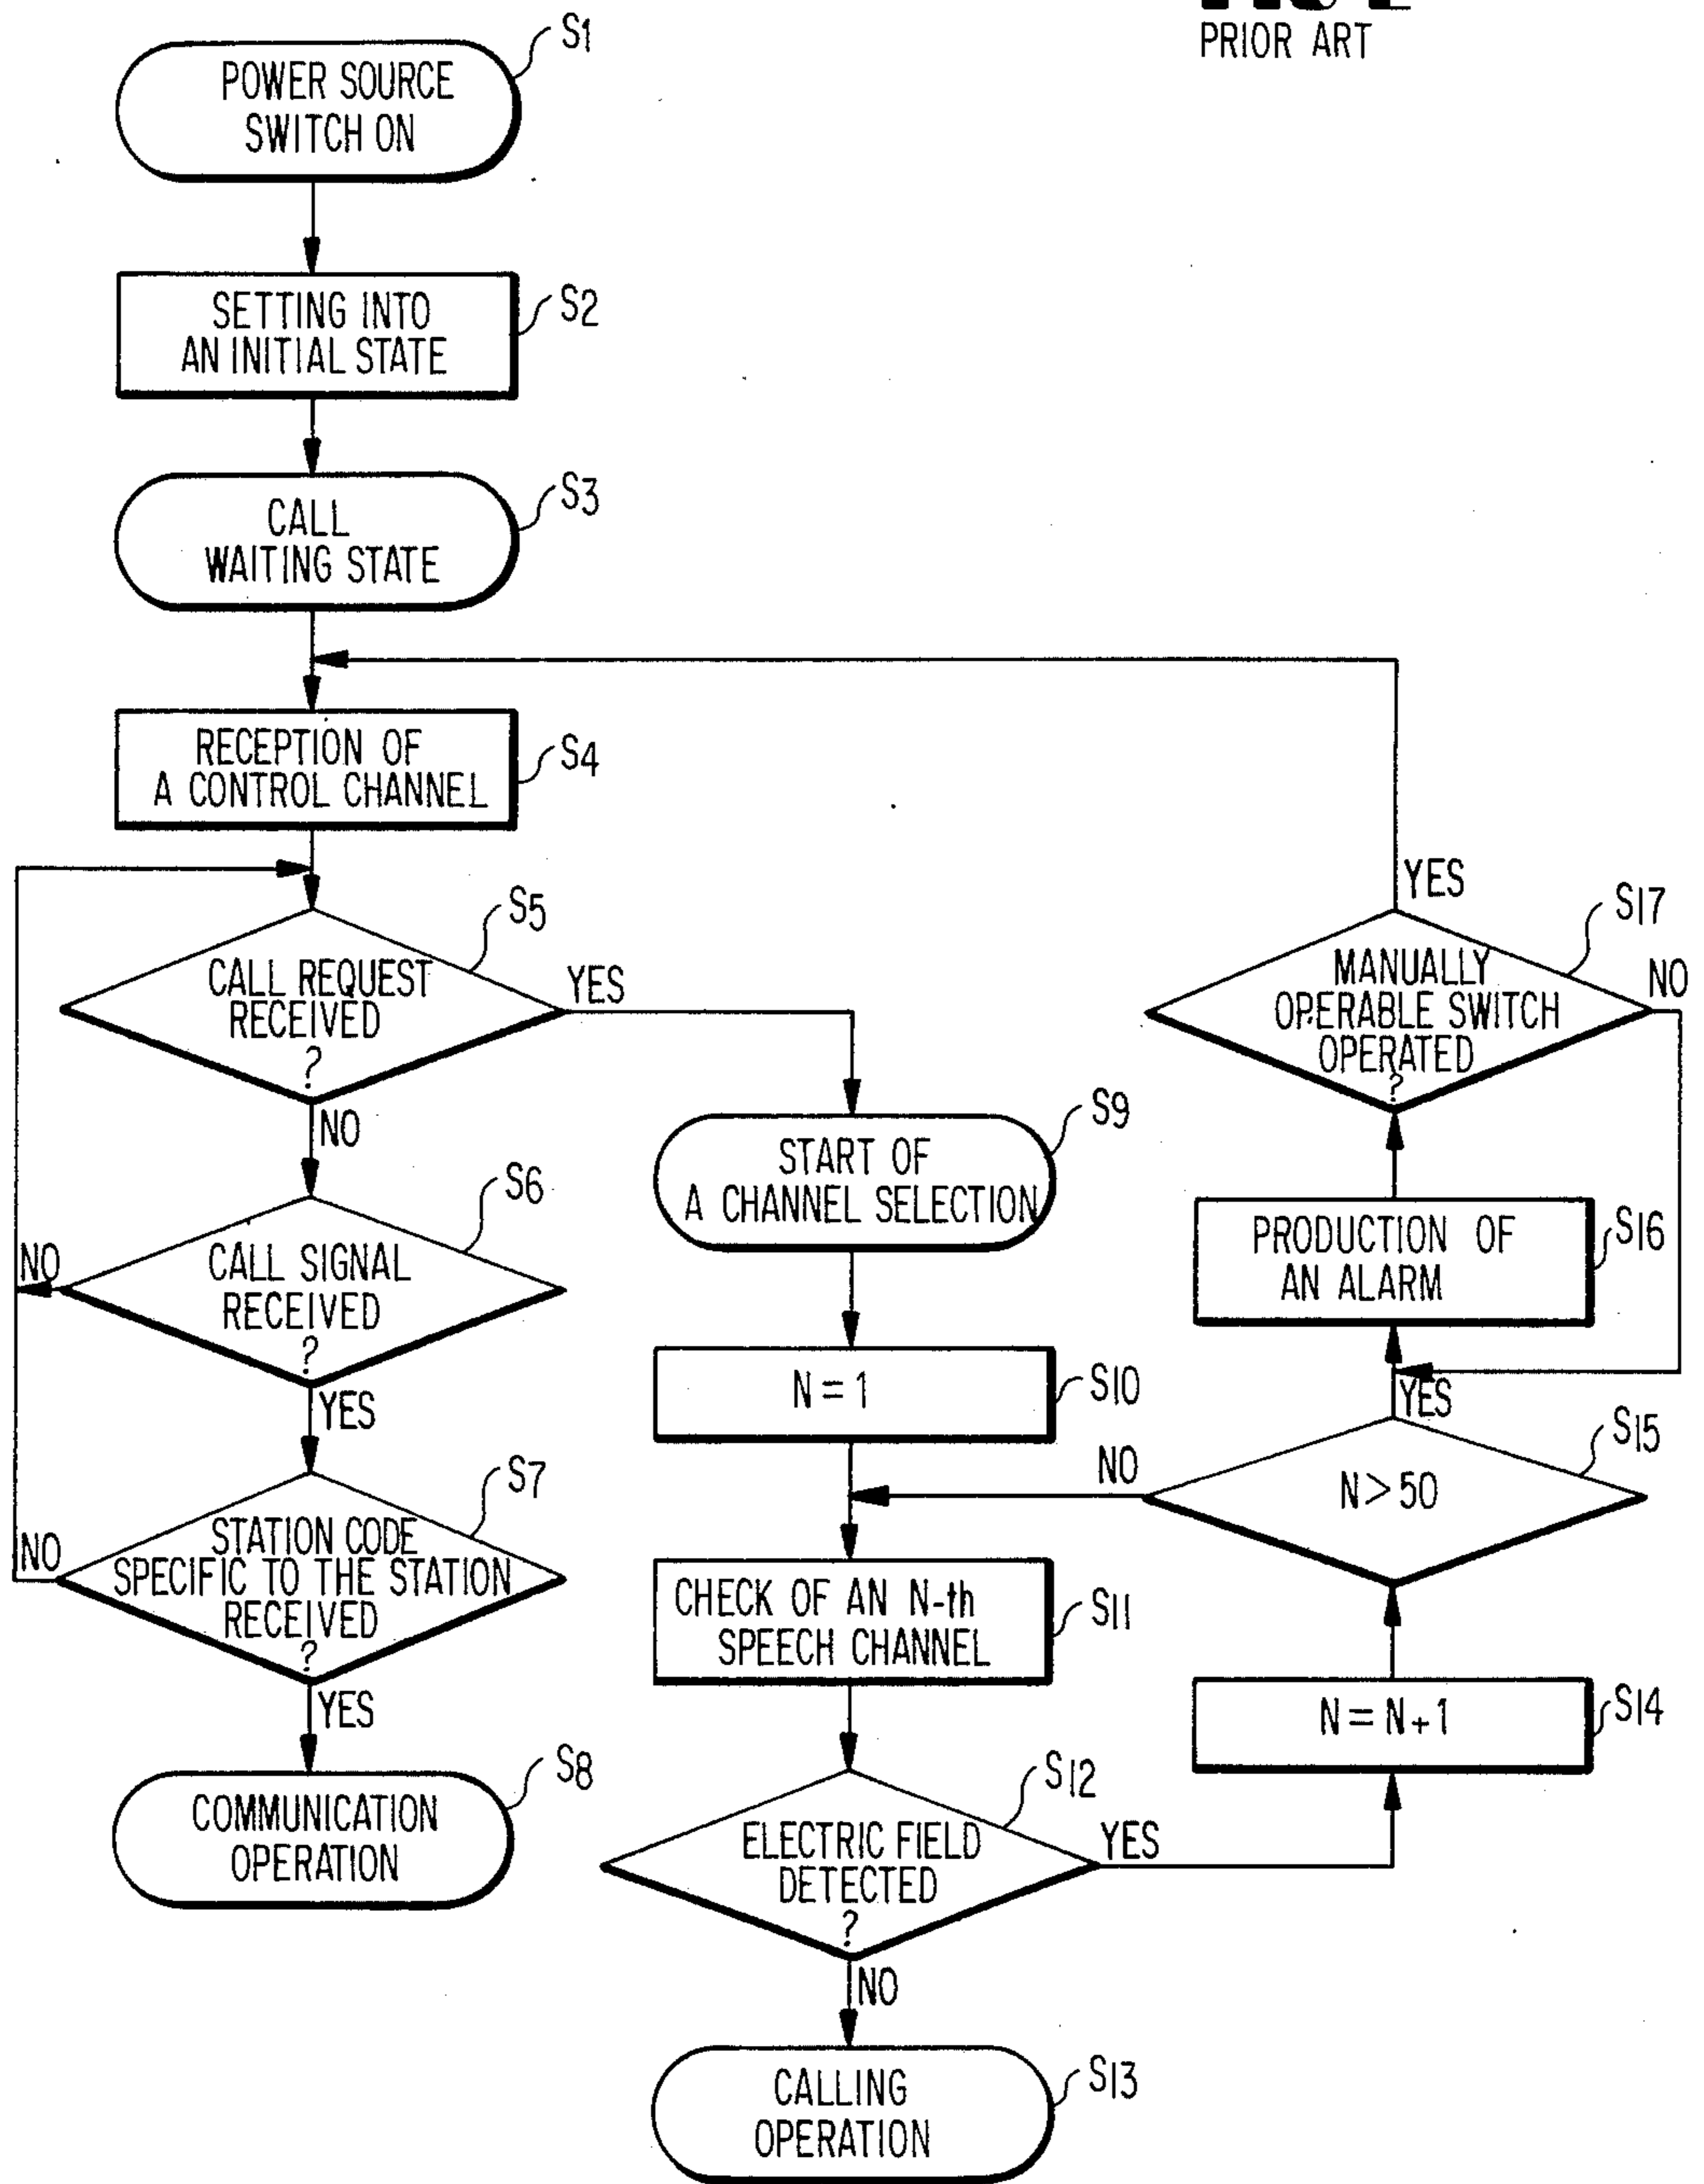 PRIOR ART
S1
POWER SOURCE
SWITCH ON
S2
SETTING INTO
AN INITIAL STATE
S3
CALL
WAITING STATE
S4
RECEPTION OF
A CONTROL CHANNEL
S5
CALL REQUEST
RECEIVED
?
YES
NO
S6
CALL SIGNAL
RECEIVED
?
NO
YES
S7
STATION CODE
SPECIFIC TO THE STATION
RECEIVED
?
NO
YES
S8
COMMUNICATION
OPERATION
S9
START OF
A CHANNEL SELECTION
S10
N = 1
S11
CHECK OF AN N-th
SPEECH CHANNEL
S12
ELECTRIC FIELD
DETECTED
?
YES
NO
S13
CALLING
OPERATION
S14
N = N+1
S15
N > 50
NO
YES
S16
PRODUCTION OF
AN ALARM
S17
MANUALLY
OPERABLE SWITCH
OPERATED
?
YES
NO